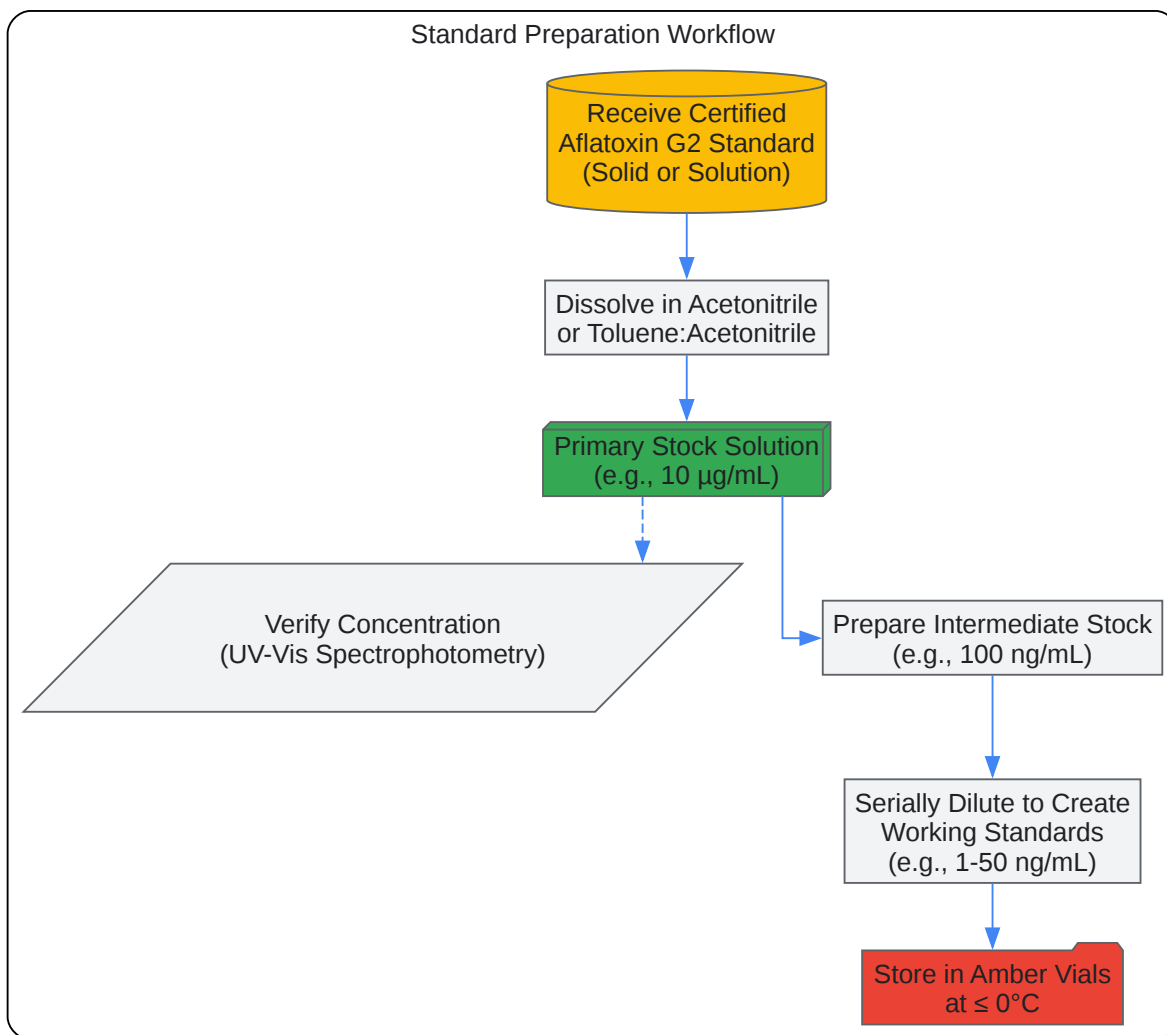 Standard Preparation Workflow
Receive Certified
Aflatoxin G2 Standard
(Solid or Solution)
Dissolve in Acetonitrile
or Toluene:Acetonitrile
Primary Stock Solution
(e.g., 10 µg/mL)
Verify Concentration
(UV-Vis Spectrophotometry)
Prepare Intermediate Stock
(e.g., 100 ng/mL)
Serially Dilute to Create
Working Standards
(e.g., 1-50 ng/mL)
Store in Amber Vials
at ≤ 0°C